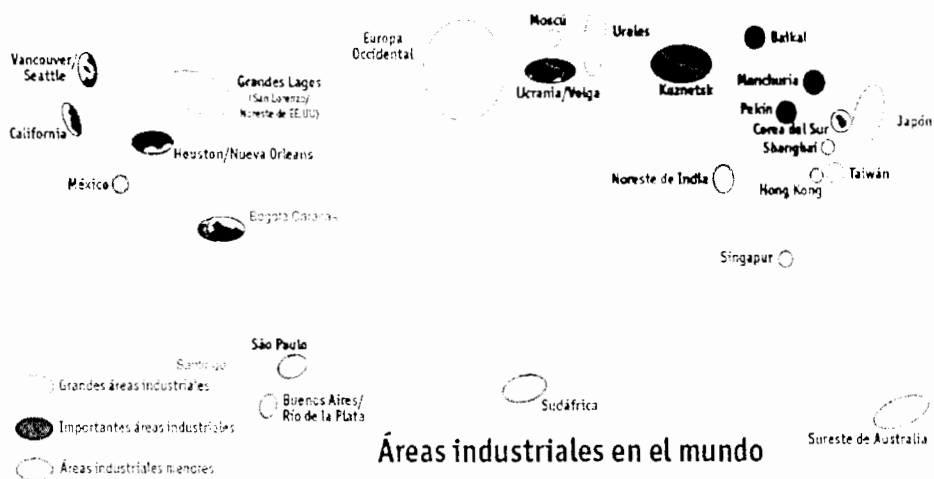 Moscú
Urales
Europa
Occidental
Baikal
Vancouver/
Seattle
Grandes Lagos
(San Lorenzo/
Noreste de EE.UU)
Ucrania/Volga
Kuznetsk
Manchuria
Pekín
California
Corea del Sur
Japón
Houston/Nueva Orleans
Shanghai
México
Noreste de India
Taiwán
Hong Kong
Bogotá Caracas
Singapur
São Paulo
Santiago
Grandes áreas industriales
Buenos Aires/
Río de la Plata
Sudáfrica
Importantes áreas industriales
Sureste de Australia
Áreas industriales en el mundo
Áreas industriales menores